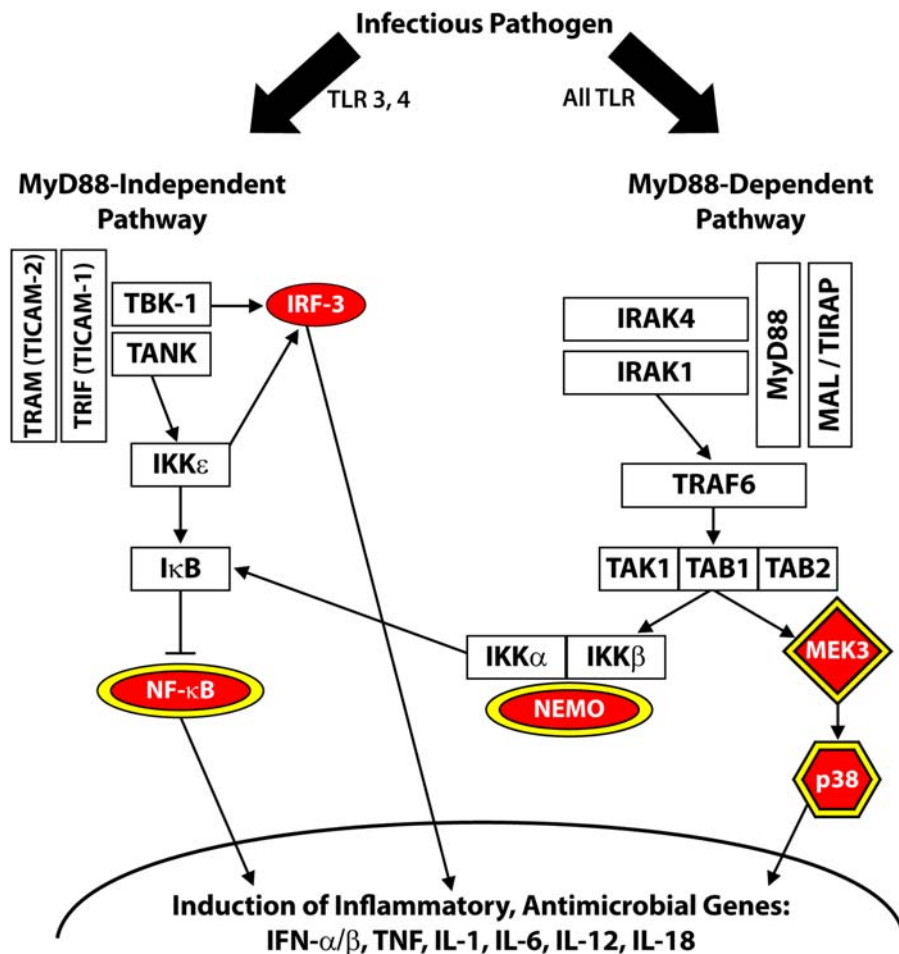 Infectious Pathogen
TLR 3, 4
All TLR
MyD88-Independent
Pathway
MyD88-Dependent
Pathway
TRAM (TICAM-2)
TRIF (TICAM-1)
TBK-1
TANK
IRF-3
IKKε
IκB
NF-κB
IRAK4
IRAK1
MyD88
MAL / TIRAP
TRAF6
TAK1 TAB1 TAB2
IKKα IKKβ
NEMO
MEK3
p38
Induction of Inflammatory, Antimicrobial Genes:
IFN-α/β, TNF, IL-1, IL-6, IL-12, IL-18